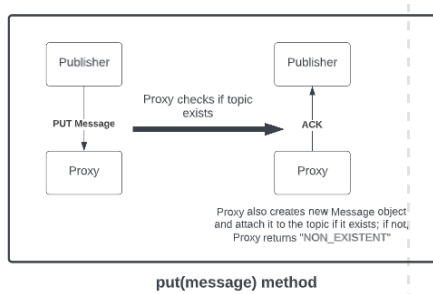 Publisher
Publisher
Proxy checks if topic
exists
PUT Message
ACK
Proxy
Proxy
Proxy also creates new Message object
and attach it to the topic if it exists; if not,
Proxy returns "NON_EXISTENT"
put(message) method